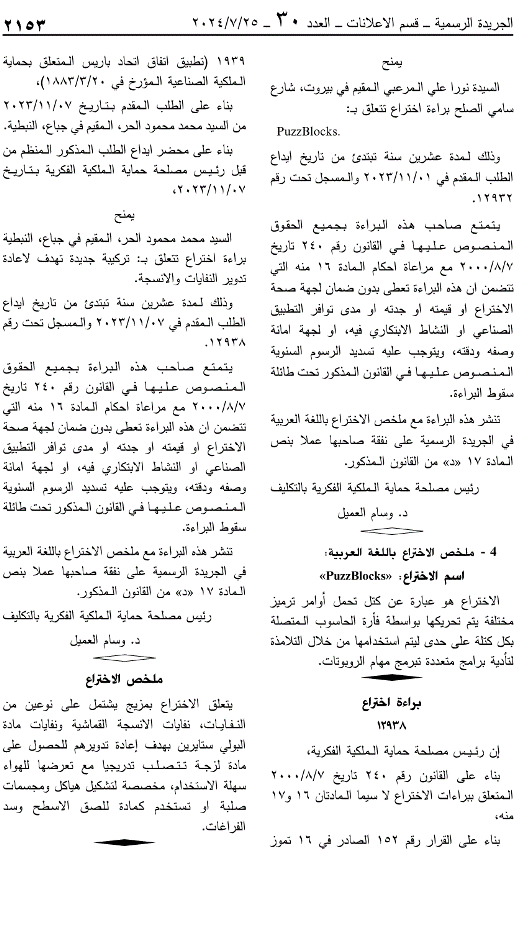 الجريدة الرسمية ــ قسم الاعلانات ــ العدد ٣٠ ــ ٢٠٢٤/٧/٢٥
٢١٥٣
يمنح
السيدة نورا علي المرعبي المقيم في بيروت، شارع
سامي الصلح براءة اختراع تتعلق بـ:
PuzzBlocks.
وذلك لمدة عشرين سنة تبتدئ من تاريخ ايداع
الطلب المقدم في ٢٠٢٣/١١/٠١ والمسجل تحت رقم
١٢٩٣٢.
يتمتع صاحب هذه البراءة بجميع الحقوق
المنصوص عليها في القانون رقم ٢٤٠ تاريخ
٢٠٠٠/٨/٧ مع مراعاة احكام المادة ١٦ منه التي
تتضمن ان هذه البراءة تعطى بدون ضمان لجهة صحة
الاختراع او قيمته او جدته او مدى توافر التطبيق
الصناعي او النشاط الابتكاري فيه، او لجهة امانة
وصفه ودقته، ويتوجب عليه تسديد الرسوم السنوية
المنصوص عليها في القانون المذكور تحت طائلة
سقوط البراءة.
تنشر هذه البراءة مع ملخص الاختراع باللغة العربية
في الجريدة الرسمية على نفقة صاحبها عملا بنص
المادة ١٧ «د» من القانون المذكور.
رئيس مصلحة حماية الملكية الفكرية بالتكليف
د. وسام العميل
4 - ملخص الاختراع باللغة العربية:
اسم الاختراع: «PuzzBlocks»
الاختراع هو عبارة عن كتل تحمل أوامر ترميز
مختلفة يتم تحريكها بواسطة فأرة الحاسوب المتصلة
بكل كتلة على حدى ليتم استخدامها من خلال التلامذة
لتأدية برامج متعددة تبرمج مهام الروبوتات.
براءة اختراع
١٢٩٣٨
إن رئيس مصلحة حماية الملكية الفكرية،
بناء على القانون رقم ٢٤٠ تاريخ ٢٠٠٠/٨/٧
المتعلق ببراءات الاختراع لا سيما المادتان ١٦ و١٧
منه،
بناء على القرار رقم ١٥٢ الصادر في ١٦ تموز
١٩٣٩ (تطبيق اتفاق اتحاد باريس المتعلق بحماية
الملكية الصناعية المؤرخ في ١٨٨٣/٣/٢٠)،
بناء على الطلب المقدم بتاريخ ٢٠٢٣/١١/٠٧
من السيد محمد محمود الحر، المقيم في جباع، النبطية.
بناء على محضر ايداع الطلب المذكور المنظم من
قبل رئيس مصلحة حماية الملكية الفكرية بتاريخ
٢٠٢٣/١١/٠٧،
يمنح
السيد محمد محمود الحر، المقيم في جباع، النبطية
براءة اختراع تتعلق بـ: تركيبة جديدة تهدف لاعادة
تدوير النفايات والانسجة.
وذلك لمدة عشرين سنة تبتدئ من تاريخ ايداع
الطلب المقدم في ٢٠٢٣/١١/٠٧ والمسجل تحت رقم
١٢٩٣٨.
يتمتع صاحب هذه البراءة بجميع الحقوق
المنصوص عليها في القانون رقم ٢٤٠ تاريخ
٢٠٠٠/٨/٧ مع مراعاة احكام المادة ١٦ منه التي
تتضمن ان هذه البراءة تعطى بدون ضمان لجهة صحة
الاختراع او قيمته او جدته او مدى توافر التطبيق
الصناعي او النشاط الابتكاري فيه، او لجهة امانة
وصفه ودقته، ويتوجب عليه تسديد الرسوم السنوية
المنصوص عليها في القانون المذكور تحت طائلة
سقوط البراءة.
تنشر هذه البراءة مع ملخص الاختراع باللغة العربية
في الجريدة الرسمية على نفقة صاحبها عملا بنص
المادة ١٧ «د» من القانون المذكور.
رئيس مصلحة حماية الملكية الفكرية بالتكليف
د. وسام العميل
ملخص الاختراع
يتعلق الاختراع بمزيج يشتمل على نوعين من
النفايات، نفايات الانسجة القماشية ونفايات مادة
البولي ستايرين بهدف إعادة تدويرهم للحصول على
مادة لزجة تتصلب تدريجيا مع تعرضها للهواء
سهلة الاستخدام، مخصصة لتشكيل هياكل ومجسمات
صلبة او تستخدم كمادة للصق الاسطح وسد
الفراغات.